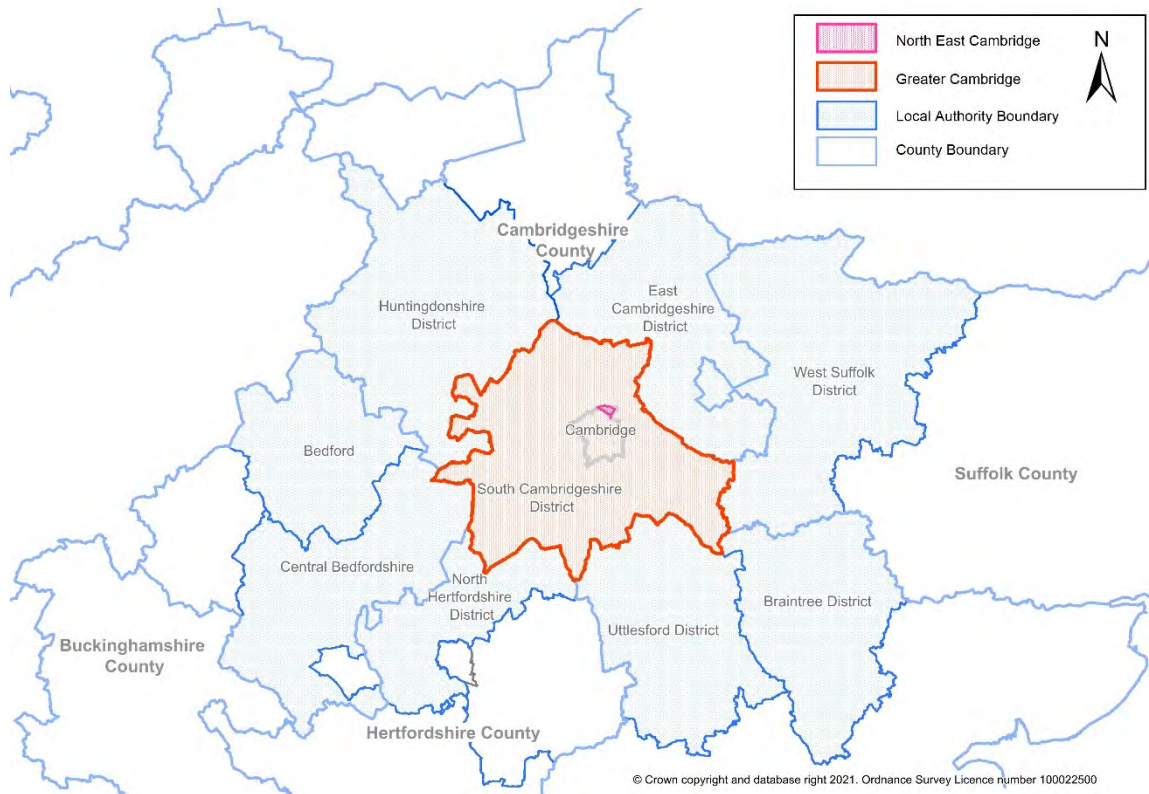 North East Cambridge
Greater Cambridge
Local Authority Boundary
County Boundary
N
Cambridgeshire
County
Huntingdonshire
District
East
Cambridgeshire
District
West Suffolk
District
Cambridge
Bedford
South Cambridgeshire
District
Suffolk County
Central Bedfordshire
North
Hertfordshire
District
Braintree District
Uttlesford District
Buckinghamshire
County
Hertfordshire County
© Crown copyright and database right 2021. Ordnance Survey Licence number 100022500